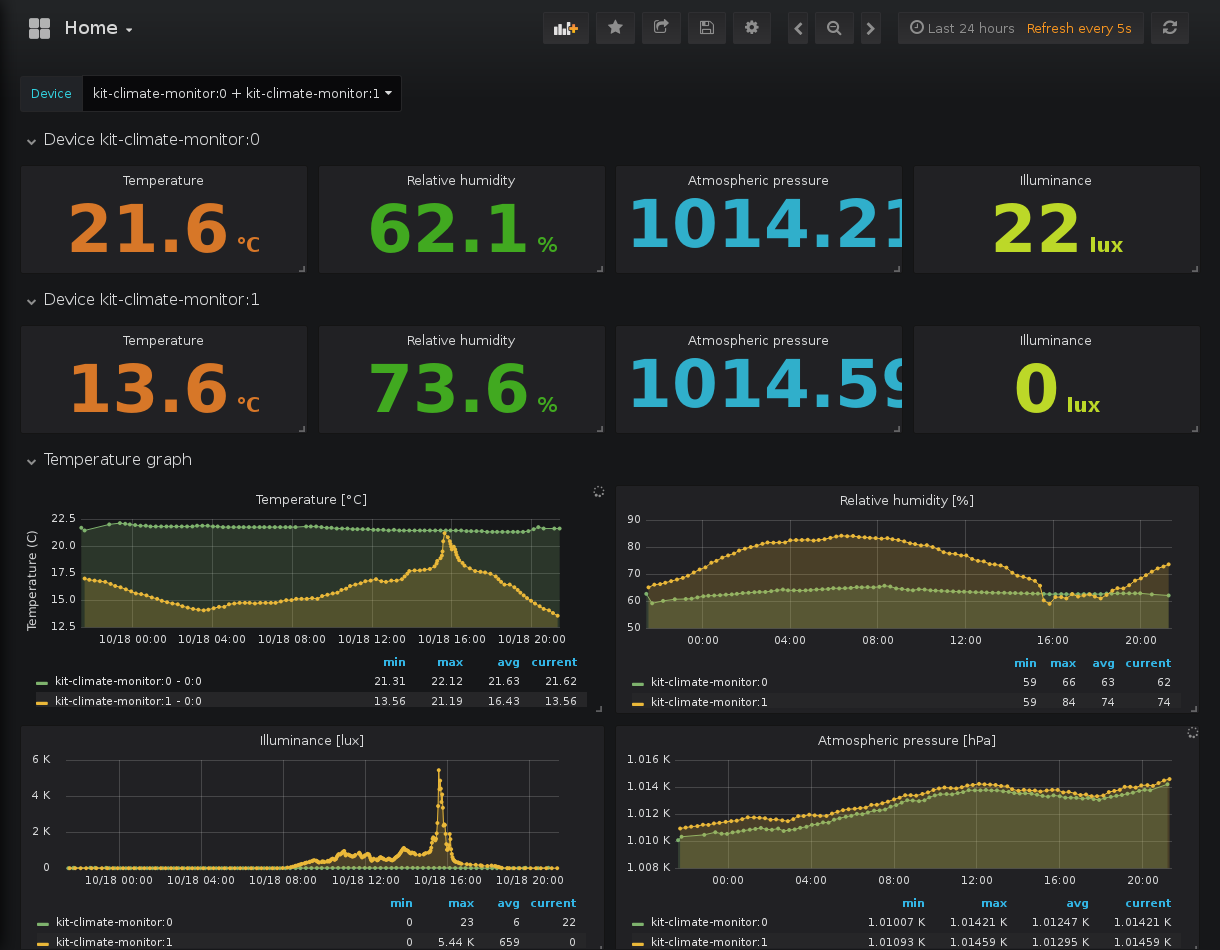 Home
Last 24 hours Refresh every 5s
Device kit-climate-monitor:0 + kit-climate-monitor:1
Device kit-climate-monitor:0
Temperature Relative humidity Atmospheric pressure Illuminance
21.6 °C 62.1 % 1014.21 22 lux
Device kit-climate-monitor:1
Temperature Relative humidity Atmospheric pressure Illuminance
13.6 °C 73.6 % 1014.59 0 lux
Temperature graph
Temperature [°C]
Temperature (C)
22.5
20.0
17.5
15.0
12.5
10/18 00:00 10/18 04:00 10/18 08:00 10/18 12:00 10/18 16:00 10/18 20:00
min max avg current
kit-climate-monitor:0 - 0:0 21.31 22.12 21.63 21.62
kit-climate-monitor:1 - 0:0 13.56 21.19 16.43 13.56
Relative humidity [%]
90
80
70
60
50
00:00 04:00 08:00 12:00 16:00 20:00
min max avg current
kit-climate-monitor:0 59 66 63 62
kit-climate-monitor:1 59 84 74 74
Illuminance [lux]
6 K
4 K
2 K
0
10/18 00:00 10/18 04:00 10/18 08:00 10/18 12:00 10/18 16:00 10/18 20:00
min max avg current
kit-climate-monitor:0 0 23 6 22
kit-climate-monitor:1 0 5.44 K 659 0
Atmospheric pressure [hPa]
1.016 K
1.014 K
1.012 K
1.010 K
1.008 K
00:00 04:00 08:00 12:00 16:00 20:00
min max avg current
kit-climate-monitor:0 1.01007 K 1.01421 K 1.01247 K 1.01421 K
kit-climate-monitor:1 1.01093 K 1.01459 K 1.01295 K 1.01459 K